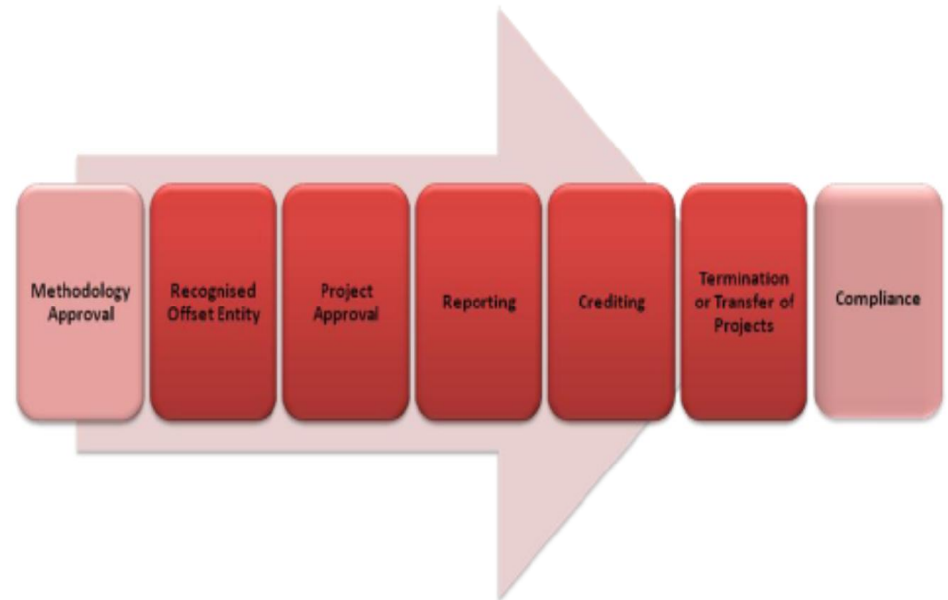 Methodology
Approval
Recognised
Offset Entity
Project
Approval
Reporting
Crediting
Termination
or Transfer of
Projects
Compliance